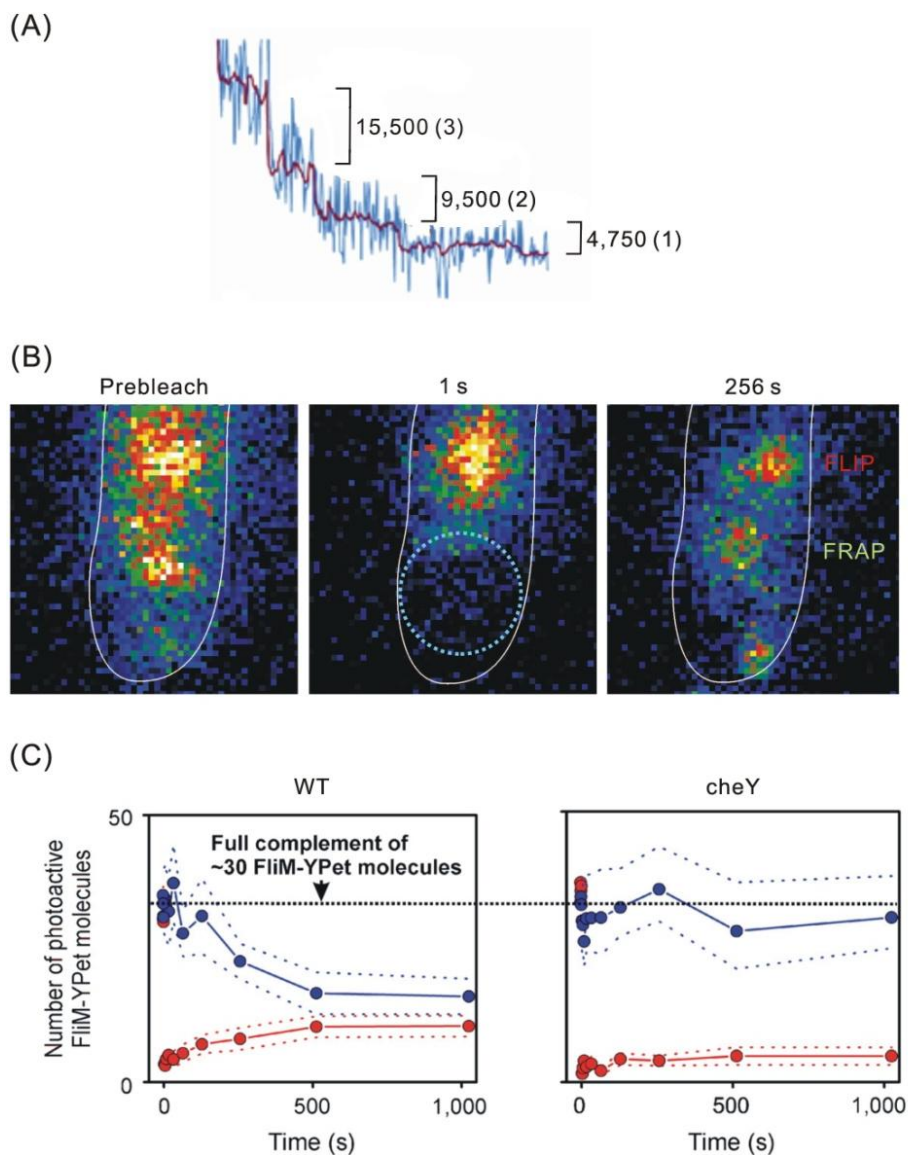 (A)
15,500 (3)
9,500 (2)
4,750 (1)
(B)
Prebleach
1 s
256 s
FLIP
FRAP
(C)
WT
cheY
Number of photoactive
FliM-YPet molecules
50
0
Full complement of
~30 FliM-YPet molecules
0
500
1,000
0
500
1,000
Time (s)
Time (s)